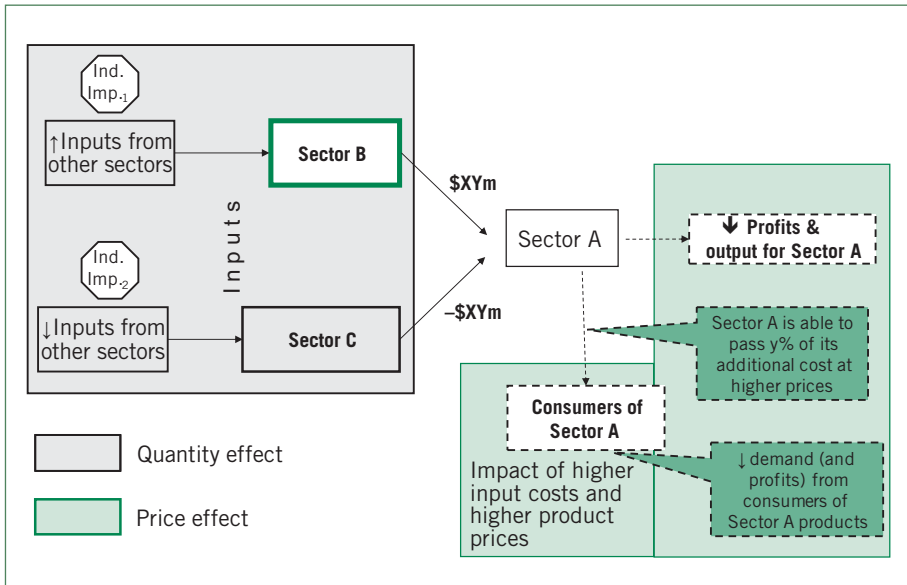 Ind.
Imp.1
↑Inputs from
other sectors
Sector B
$XYm
Inputs
Sector A
🡇 Profits &
output for Sector A
Ind.
Imp.2
↓Inputs from
other sectors
Sector C
–$XYm
Sector A is able to
pass y% of its
additional cost at
higher prices
Consumers of
Sector A
Impact of higher
input costs and
higher product
prices
↓ demand (and
profits) from
consumers of
Sector A products
Quantity effect
Price effect